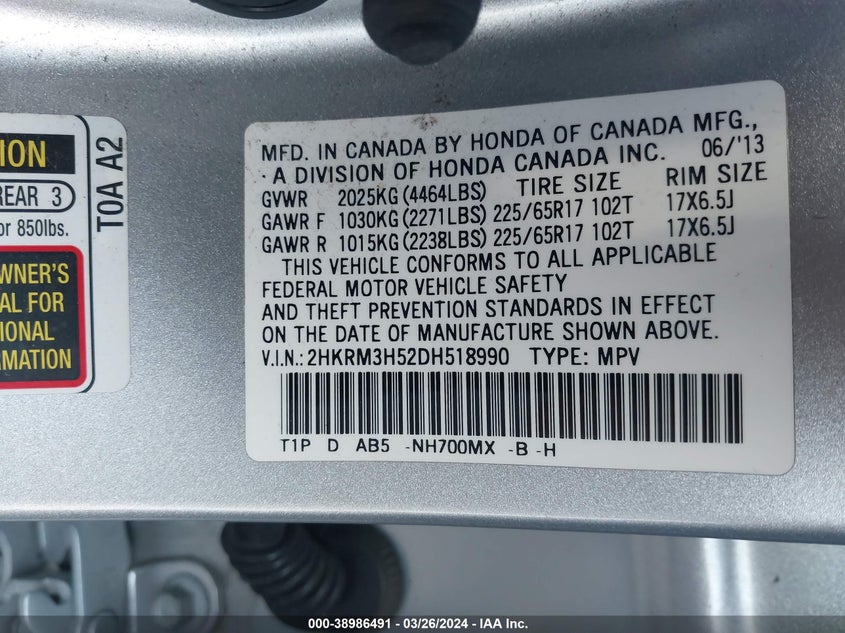 ION
REAR 3
or 850lbs.
WNER'S
AL FOR
IONAL
RMATION
TOA A2
MFD. IN CANADA BY HONDA OF CANADA MFG.,
A DIVISION OF HONDA CANADA INC. 06/'13
GVWR 2025KG(4464LBS) TIRE SIZE RIM SIZE
GAWR F 1030KG(2271LBS) 225/65R17 102T 17X6.5J
GAWR R 1015KG(2238LBS) 225/65R17 102T 17X6.5J
THIS VEHICLE CONFORMS TO ALL APPLICABLE
FEDERAL MOTOR VEHICLE SAFETY
AND THEFT PREVENTION STANDARDS IN EFFECT
ON THE DATE OF MANUFACTURE SHOWN ABOVE.
V.I.N.: 2HKRM3H52DH518990 TYPE: MPV
T1P D AB5 -NH700MX -B -H
000-38986491 - 03/26/2024 - IAA Inc.